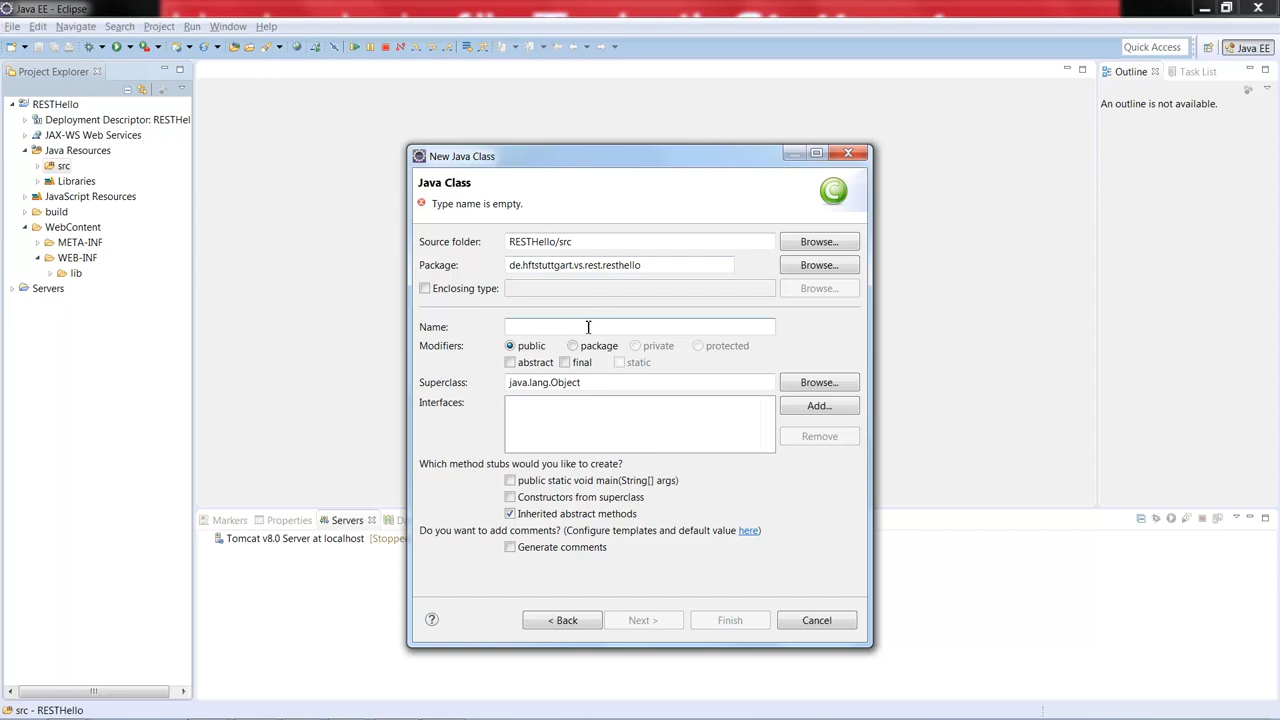 Java EE - Eclipse
File Edit Navigate Search Project Run Window Help
Quick Access
Java EE
Project Explorer
Outline
Task List
An outline is not available.
RESTHello
Deployment Descriptor: RESTHel
JAX-WS Web Services
Java Resources
src
Libraries
JavaScript Resources
build
WebContent
META-INF
WEB-INF
lib
Servers
New Java Class
Java Class
Type name is empty.
Source folder: RESTHello/src Browse...
Package: de.hftstuttgart.vs.rest.resthello Browse...
Enclosing type: Browse...
Name:
Modifiers: public package private protected
abstract final static
Superclass: java.lang.Object Browse...
Interfaces: Add...
Remove
Which method stubs would you like to create?
public static void main(String[] args)
Constructors from superclass
Inherited abstract methods
Do you want to add comments? (Configure templates and default value here)
Generate comments
? < Back Next > Finish Cancel
Markers Properties Servers
Tomcat v8.0 Server at localhost [Stopped
src - RESTHello